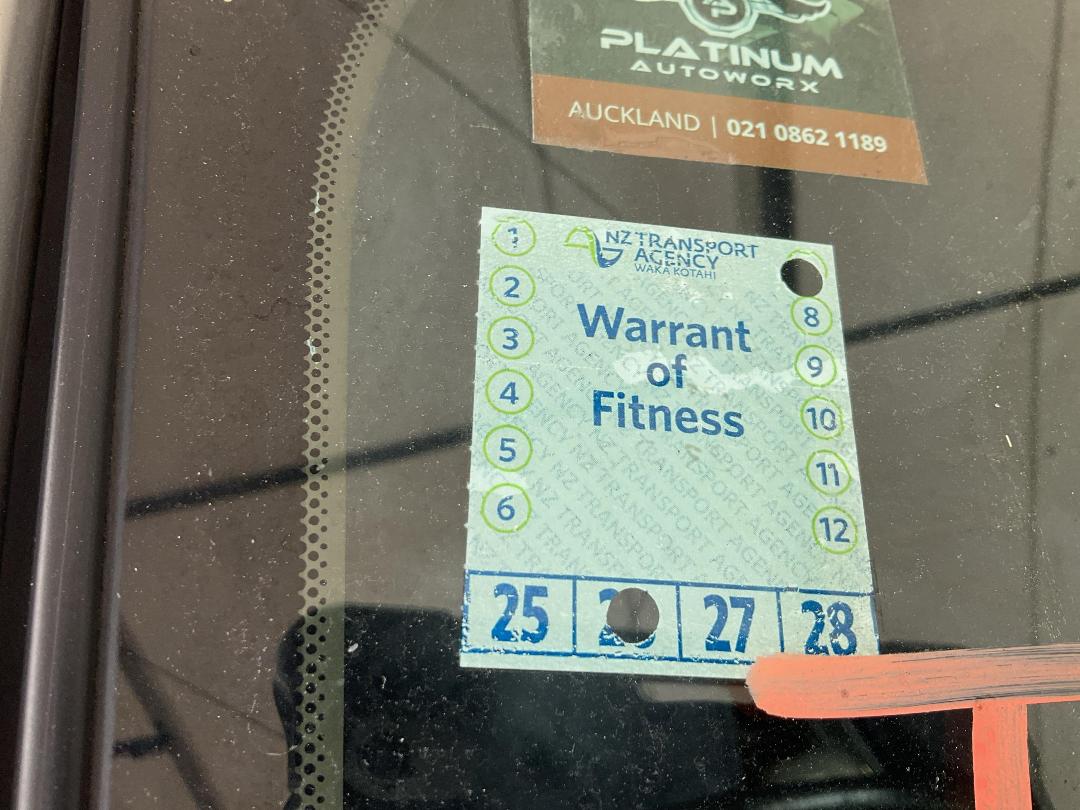 PLATINUM
AUTOWORX
AUCKLAND | 021 0862 1189
NZ TRANSPORT
AGENCY
WAKA KOTAHI
Warrant
of
Fitness
1
2
3
4
5
6
8
9
10
11
12
25 27 28